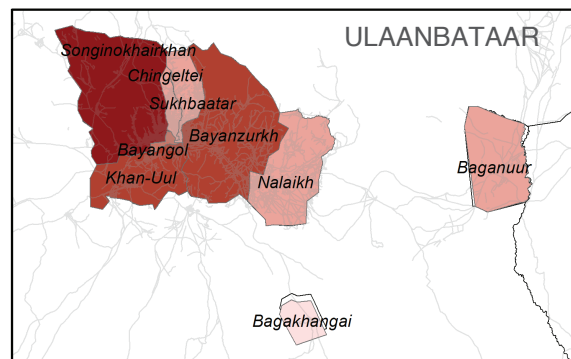 ULAANBATAAR
Songinokhairkhan
Chingeltei
Sukhbaatar
Bayanzurkh
Bayangol
Khan-Uul
Nalaikh
Baganuur
Bagakhangai